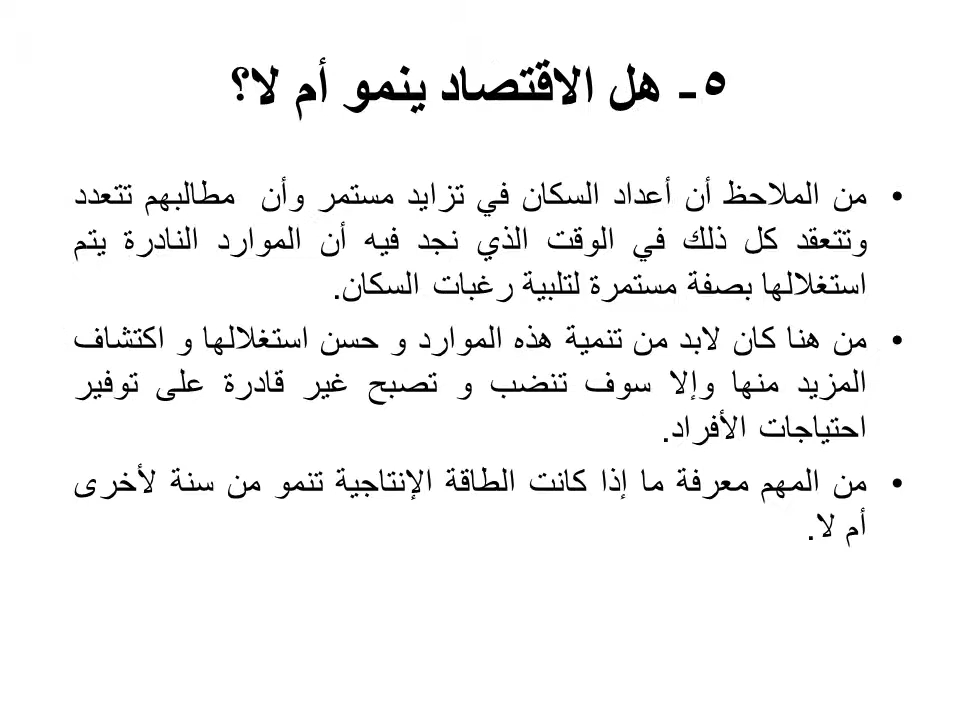 ٥- هل الاقتصاد ينمو أم لا؟
• من الملاحظ أن أعداد السكان في تزايد مستمر وأن مطالبهم تتعدد
وتتعقد كل ذلك في الوقت الذي نجد فيه أن الموارد النادرة يتم
استغلالها بصفة مستمرة لتلبية رغبات السكان.
• من هنا كان لابد من تنمية هذه الموارد و حسن استغلالها و اكتشاف
المزيد منها وإلا سوف تنضب و تصبح غير قادرة على توفير
احتياجات الأفراد.
• من المهم معرفة ما إذا كانت الطاقة الإنتاجية تنمو من سنة لأخرى
أم لا.